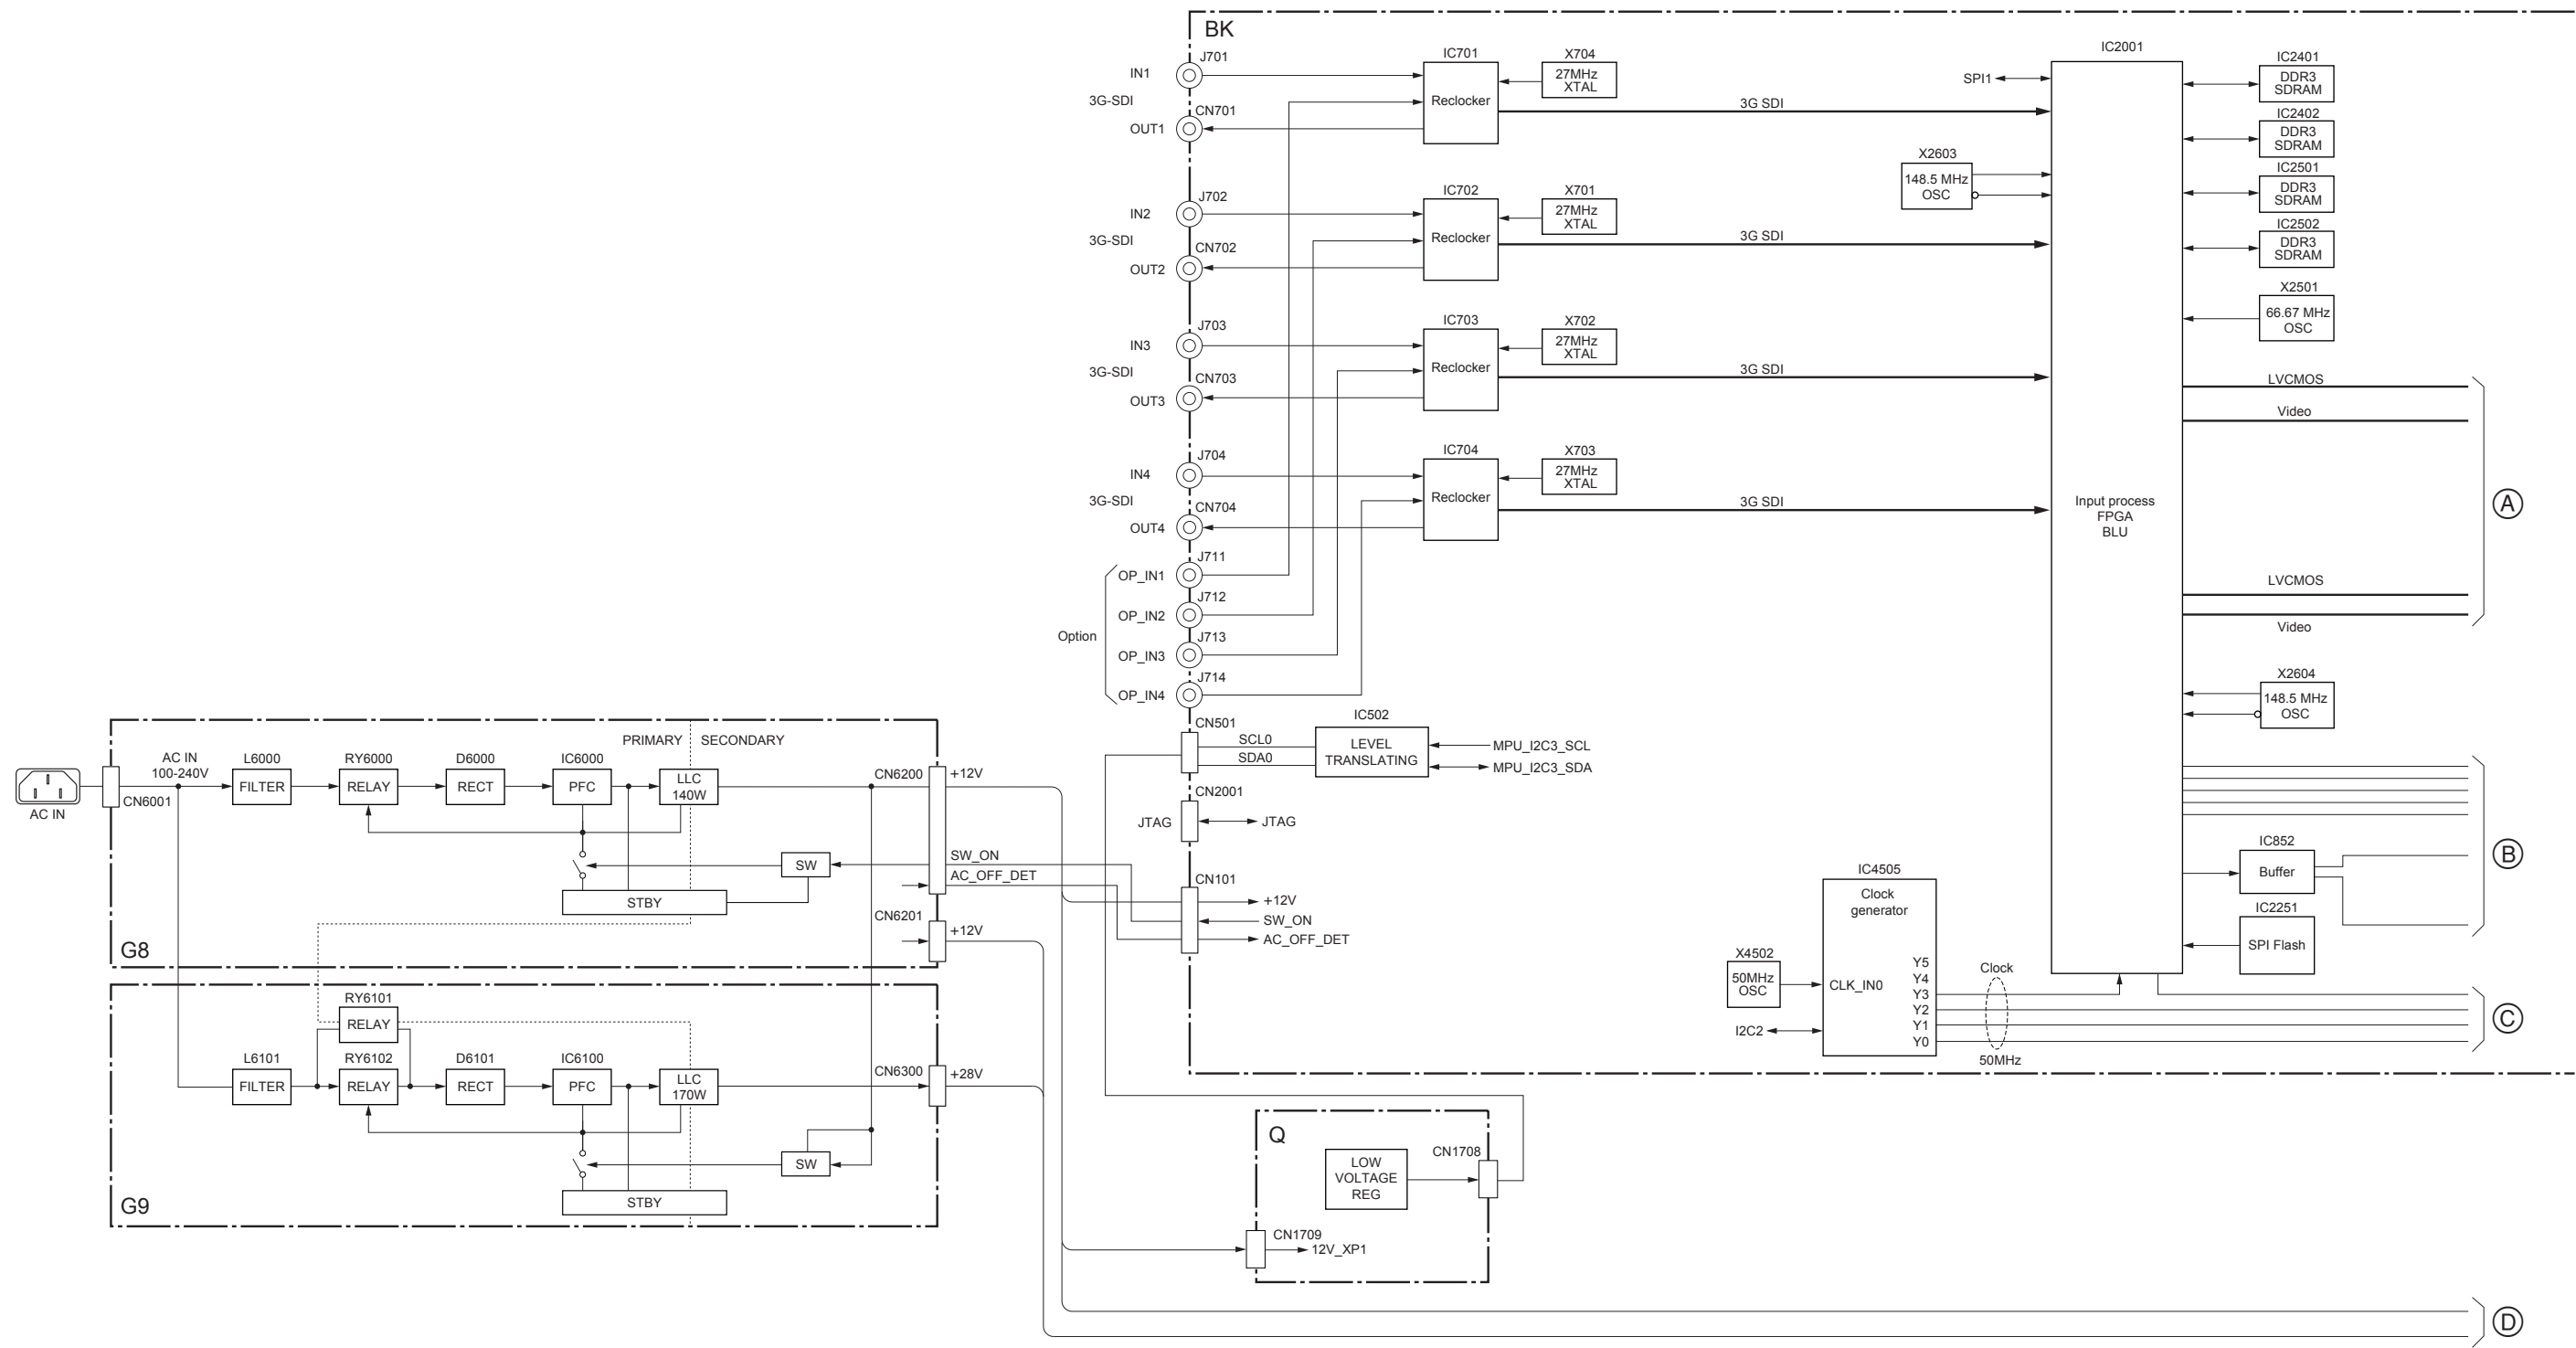 BK
J701
IN1
3G-SDI
CN701
OUT1
IC701
Reclocker
X704
27MHz
XTAL
3G SDI
J702
IN2
3G-SDI
CN702
OUT2
IC702
Reclocker
X701
27MHz
XTAL
3G SDI
J703
IN3
3G-SDI
CN703
OUT3
IC703
Reclocker
X702
27MHz
XTAL
3G SDI
J704
IN4
3G-SDI
CN704
OUT4
IC704
Reclocker
X703
27MHz
XTAL
3G SDI
Option
J711
OP_IN1
J712
OP_IN2
J713
OP_IN3
J714
OP_IN4
IC2001
SPI1
X2603
148.5 MHz
OSC
Input process
FPGA
BLU
IC2401
DDR3
SDRAM
IC2402
DDR3
SDRAM
IC2501
DDR3
SDRAM
IC2502
DDR3
SDRAM
X2501
66.67 MHz
OSC
LVCMOS
Video
A
LVCMOS
Video
X2604
148.5 MHz
OSC
B
IC852
Buffer
IC2251
SPI Flash
CN501
SCL0
SDA0
IC502
LEVEL
TRANSLATING
MPU_I2C3_SCL
MPU_I2C3_SDA
CN2001
JTAG
JTAG
CN101
+12V
SW_ON
AC_OFF_DET
IC4505
Clock
generator
X4502
50MHz
OSC
CLK_IN0
I2C2
Y5
Y4
Y3
Y2
Y1
Y0
Clock
50MHz
C
AC IN
CN6001
AC IN
100-240V
L6000
FILTER
RY6000
RELAY
D6000
RECT
IC6000
PFC
PRIMARY
SECONDARY
LLC
140W
CN6200
+12V
SW
SW_ON
AC_OFF_DET
STBY
CN6201
+12V
G8
RY6101
RELAY
L6101
FILTER
RY6102
RELAY
D6101
RECT
IC6100
PFC
LLC
170W
CN6300
+28V
SW
STBY
G9
Q
LOW
VOLTAGE
REG
CN1708
CN1709
12V_XP1
D